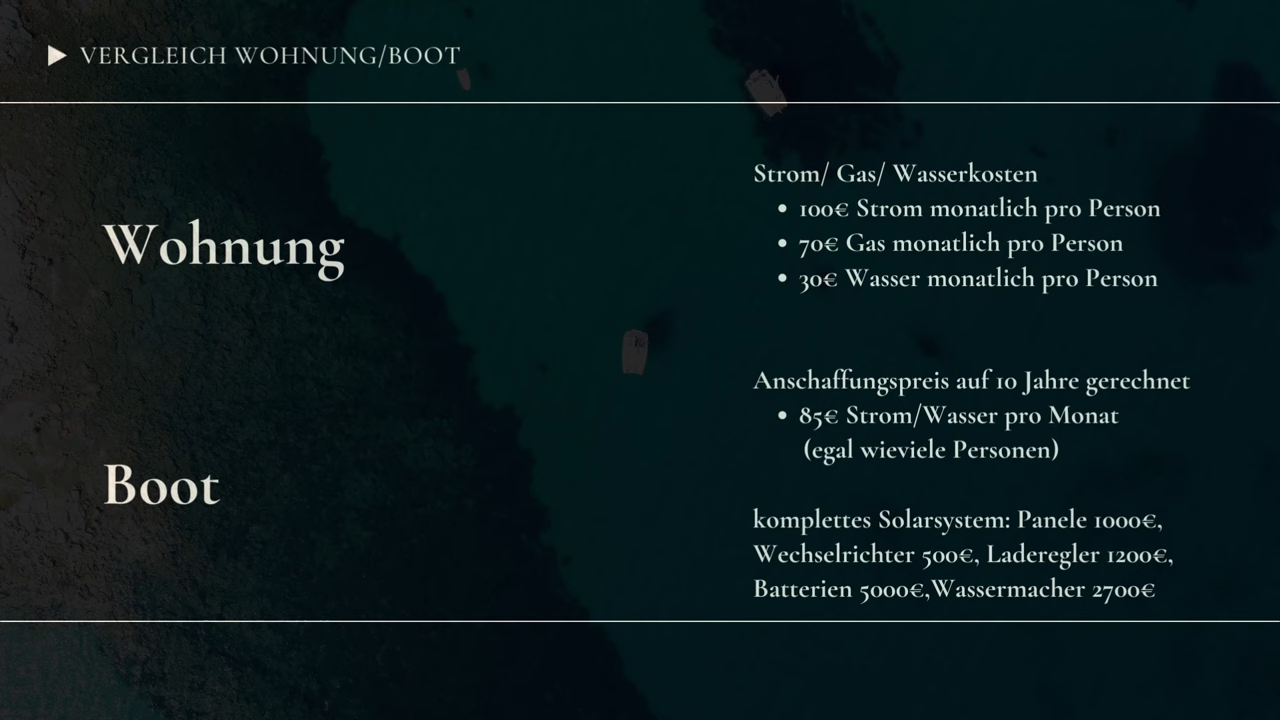 ▶ VERGLEICH WOHNUNG/BOOT
Wohnung
Strom/ Gas/ Wasserkosten
• 100€ Strom monatlich pro Person
• 70€ Gas monatlich pro Person
• 30€ Wasser monatlich pro Person
Boot
Anschaffungspreis auf 10 Jahre gerechnet
• 85€ Strom/Wasser pro Monat
(egal wieviele Personen)
komplettes Solarsystem: Panele 1000€,
Wechselrichter 500€, Laderegler 1200€,
Batterien 5000€,Wassermacher 2700€